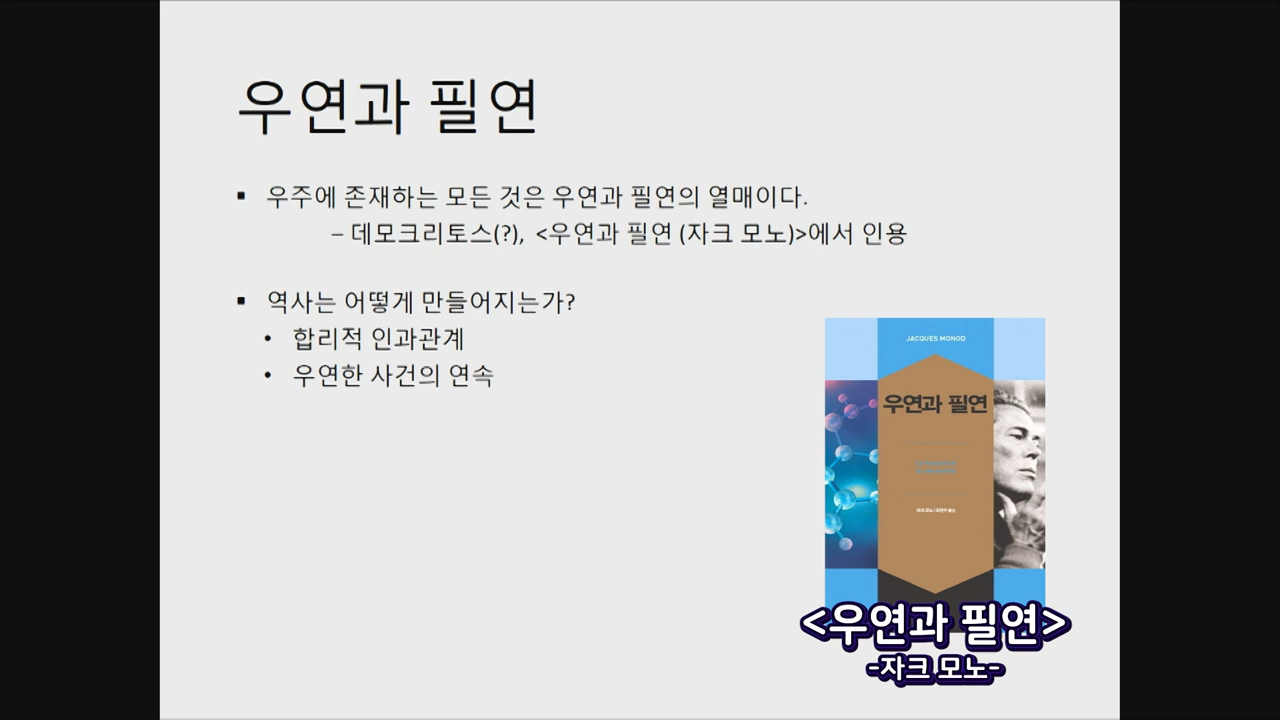 우연과 필연
▪ 우주에 존재하는 모든 것은 우연과 필연의 열매이다.
– 데모크리토스(?), <우연과 필연 (자크 모노)>에서 인용
▪ 역사는 어떻게 만들어지는가?
• 합리적 인과관계
• 우연한 사건의 연속
JACQUES MONOD
우연과 필연
<우연과 필연>
-자크 모노-